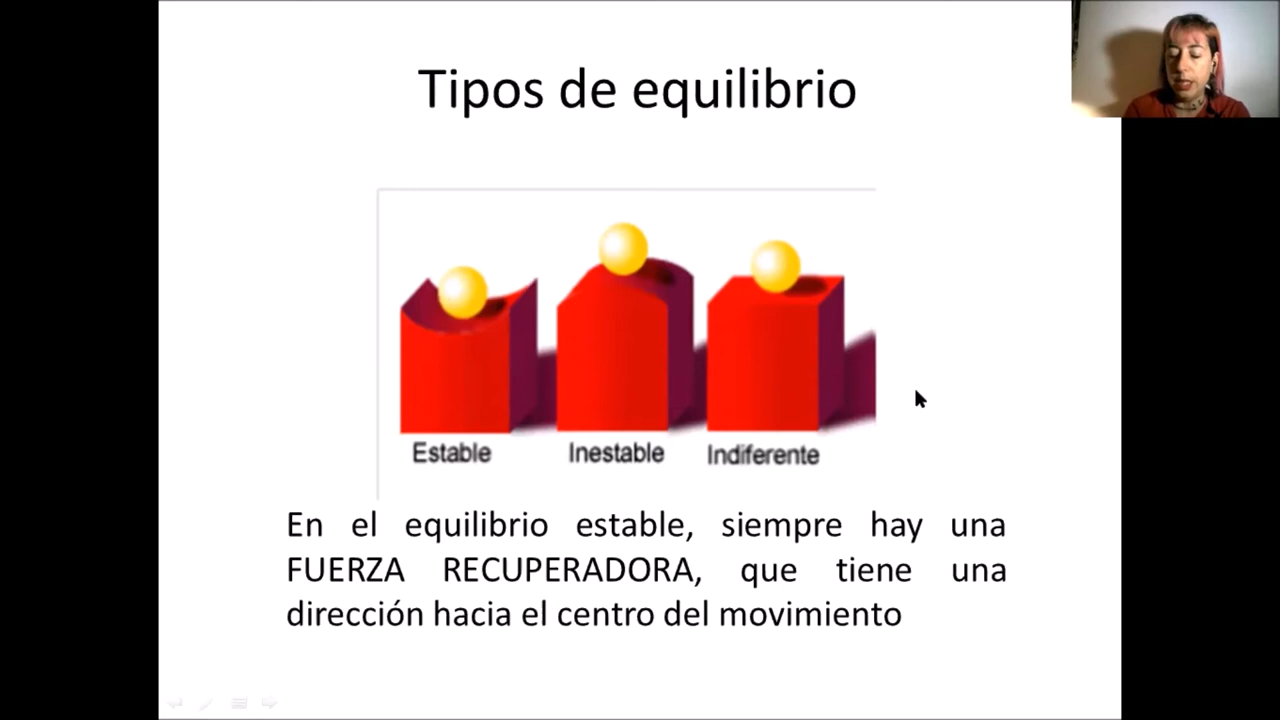 Tipos de equilibrio
Estable
Inestable
Indiferente
En el equilibrio estable, siempre hay una
FUERZA RECUPERADORA, que tiene una
dirección hacia el centro del movimiento